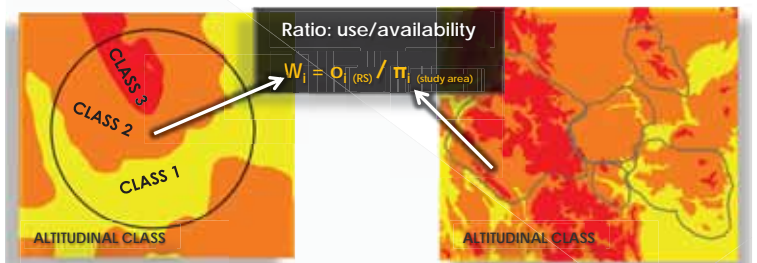 Ratio: use/availability
Wi = oi (RS) / πi (study area)
CLASS 3
CLASS 2
CLASS 1
ALTITUDINAL CLASS
ALTITUDINAL CLASS